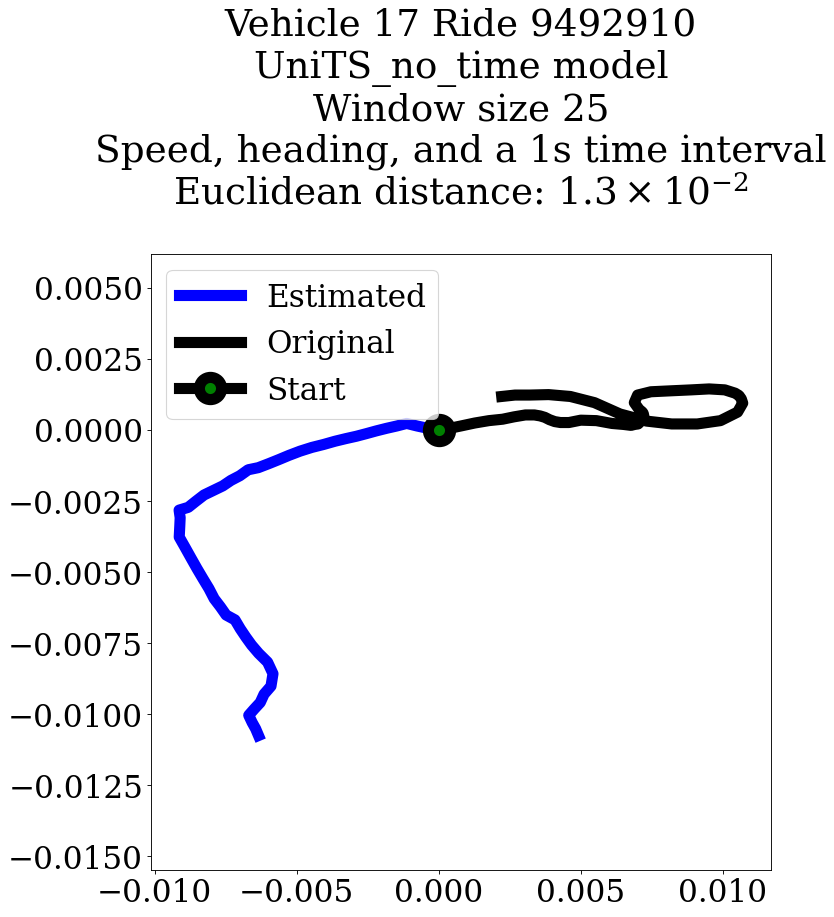 Vehicle 17 Ride 9492910
UniTS_no_time model
Window size 25
Speed, heading, and a 1s time interval
Euclidean distance: 1.3 × 10⁻²
Estimated
Original
Start
0.0050
0.0025
0.0000
−0.0025
−0.0050
−0.0075
−0.0100
−0.0125
−0.0150
−0.010 −0.005 0.000 0.005 0.010